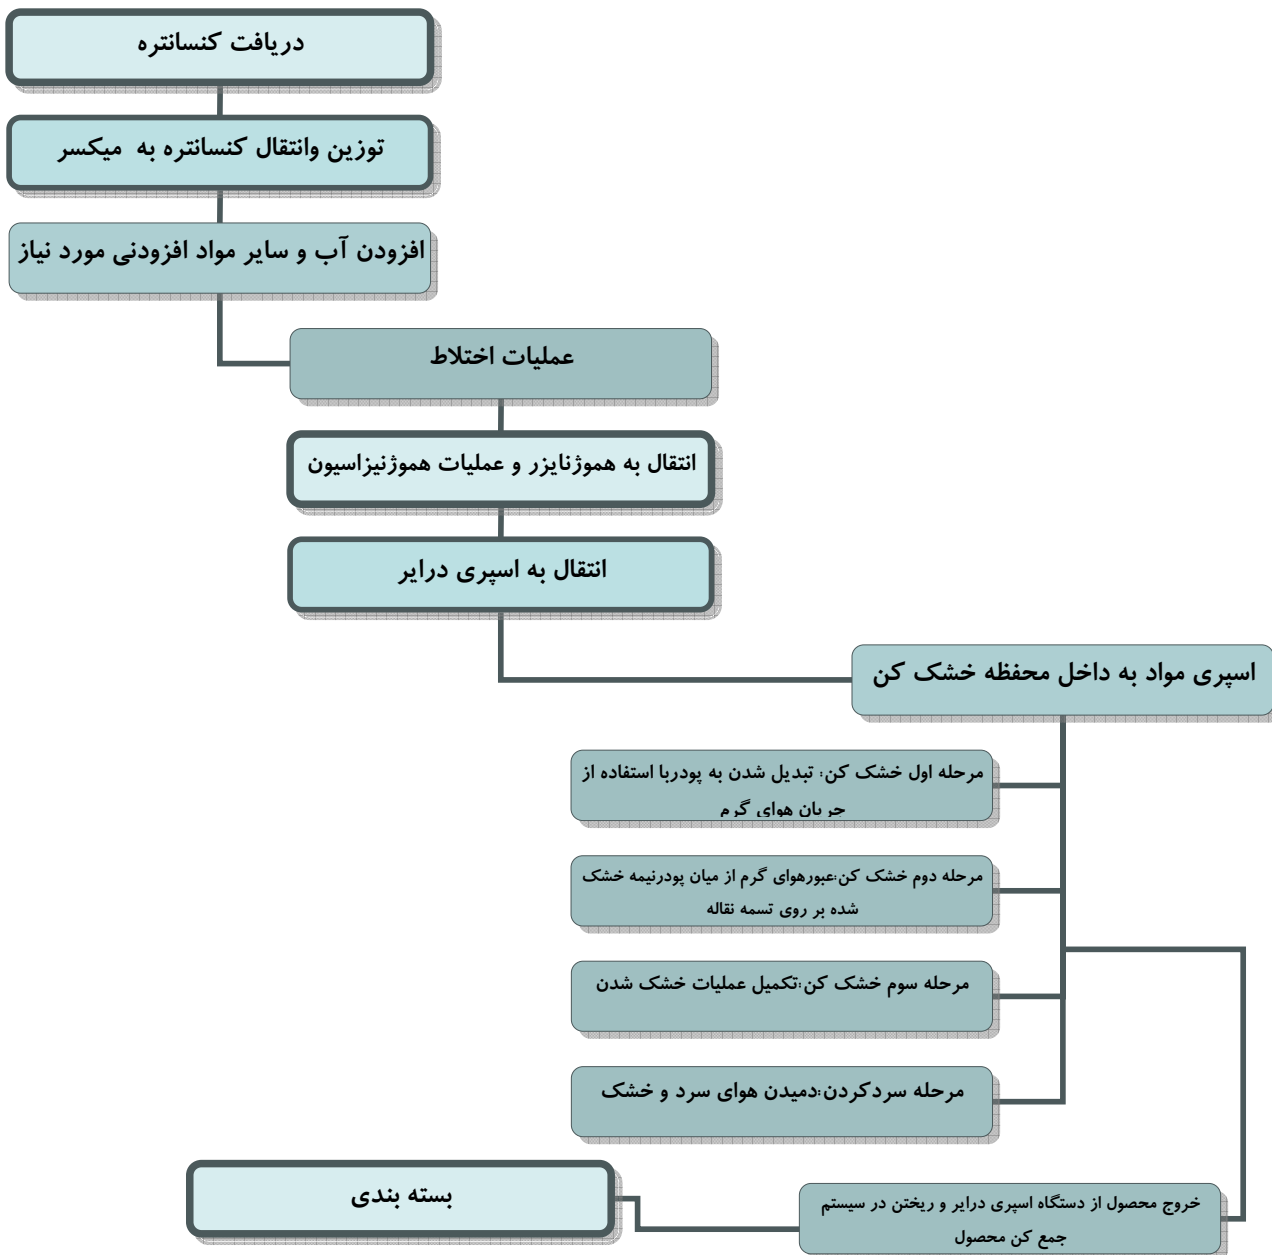 دریافت کنسانتره
توزین وانتقال کنسانتره به میکسر
افزودن آب و سایر مواد افزودنی مورد نیاز
عملیات اختلاط
انتقال به هموژنایزر و عملیات هموژنیزاسیون
انتقال به اسپری درایر
اسپری مواد به داخل محفظه خشک کن
مرحله اول خشک کن: تبدیل شدن به پودربا استفاده از
جریان هوای گرم
مرحله دوم خشک کن:عبورهوای گرم از میان پودرنیمه خشک
شده بر روی تسمه نقاله
مرحله سوم خشک کن:تکمیل عملیات خشک شدن
مرحله سردکردن:دمیدن هوای سرد و خشک
خروج محصول از دستگاه اسپری درایر و ریختن در سیستم
جمع کن محصول
بسته بندی